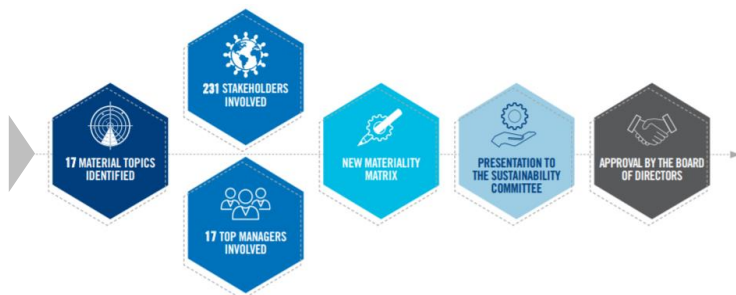 17 MATERIAL TOPICS
IDENTIFIED
231 STAKEHOLDERS
INVOLVED
17 TOP MANAGERS
INVOLVED
NEW MATERIALITY
MATRIX
PRESENTATION TO
THE SUSTAINABILITY
COMMITTEE
APPROVAL BY THE BOARD
OF DIRECTORS